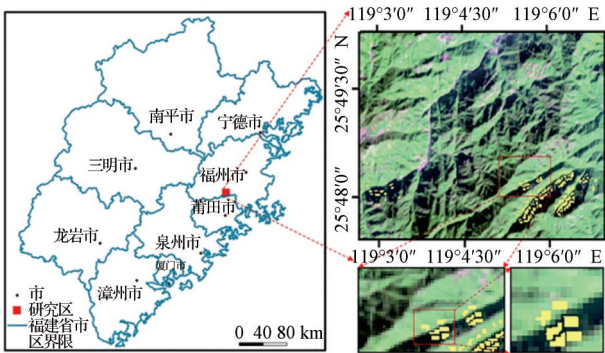 119°3′0″ 119°4′30″ 119°6′0″ E
N
25°49′30″
25°48′0″
南平市
宁德市
三明市
福州市
莆田市
龙岩市
泉州市
厦门市
漳州市
市
研究区
福建省市
区界限
0 40 80 km
119°3′0″ 119°4′30″ 119°6′0″ E